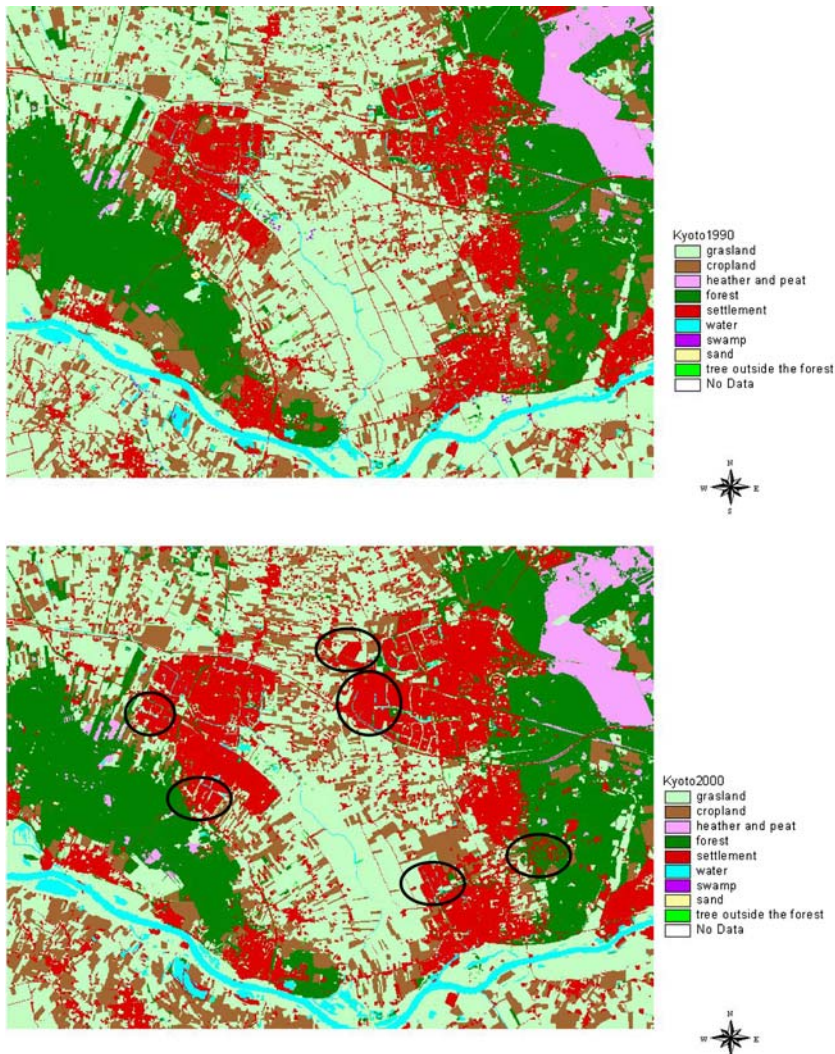 Kyoto1990
grasland
cropland
heather and peat
forest
settlement
water
swamp
sand
tree outside the forest
No Data
N
W E
S
Kyoto2000
grasland
cropland
heather and peat
forest
settlement
water
swamp
sand
tree outside the forest
No Data
N
W E
S